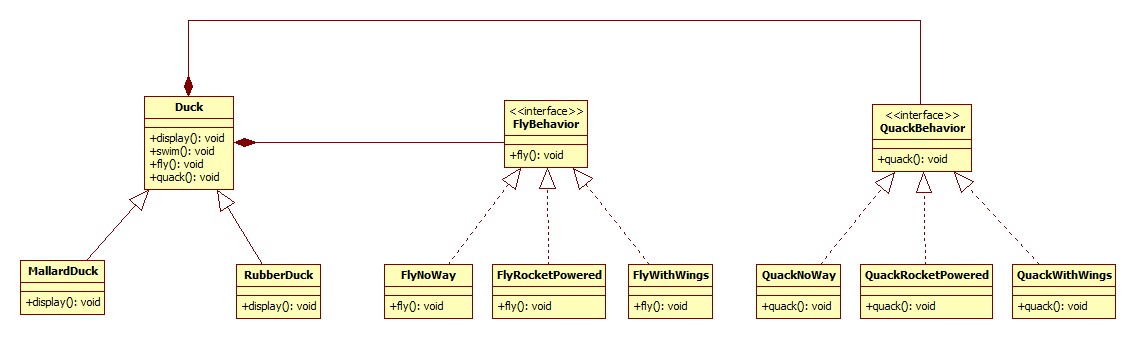 Duck
+display(): void
+swim(): void
+fly(): void
+quack(): void
<<interface>>
FlyBehavior
+fly(): void
<<interface>>
QuackBehavior
+quack(): void
MallardDuck
+display(): void
RubberDuck
+display(): void
FlyNoWay
+fly(): void
FlyRocketPowered
+fly(): void
FlyWithWings
+fly(): void
QuackNoWay
+quack(): void
QuackRocketPowered
+quack(): void
QuackWithWings
+quack(): void